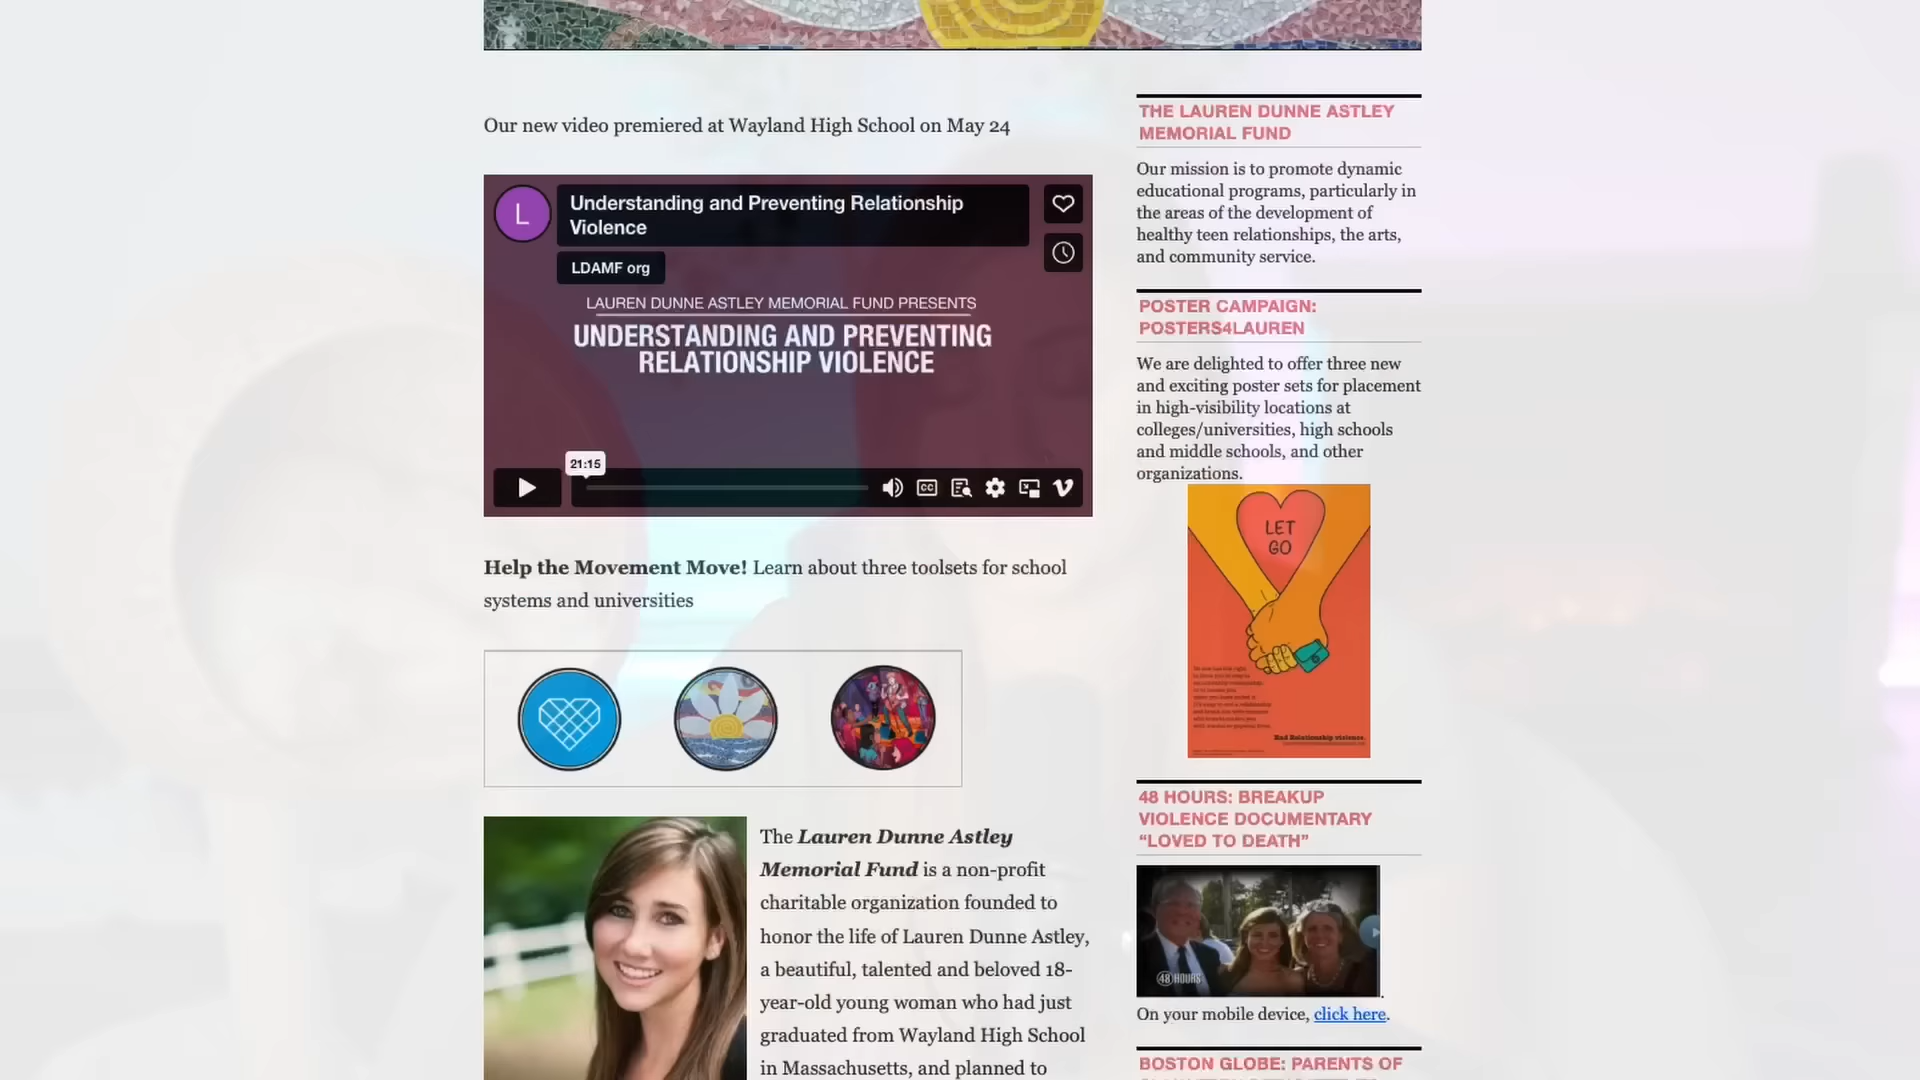 Our new video premiered at Wayland High School on May 24
L
Understanding and Preventing Relationship
Violence
LDAMF org
LAUREN DUNNE ASTLEY MEMORIAL FUND PRESENTS
UNDERSTANDING AND PREVENTING
RELATIONSHIP VIOLENCE
21:15
CC
Help the Movement Move! Learn about three toolsets for school
systems and universities
The Lauren Dunne Astley
Memorial Fund is a non-profit
charitable organization founded to
honor the life of Lauren Dunne Astley,
a beautiful, talented and beloved 18-
year-old young woman who had just
graduated from Wayland High School
in Massachusetts, and planned to
THE LAUREN DUNNE ASTLEY
MEMORIAL FUND
Our mission is to promote dynamic
educational programs, particularly in
the areas of the development of
healthy teen relationships, the arts,
and community service.
POSTER CAMPAIGN:
POSTERS4LAUREN
We are delighted to offer three new
and exciting poster sets for placement
in high-visibility locations at
colleges/universities, high schools
and middle schools, and other
organizations.
LET
GO
End Relationship violence.
48 HOURS: BREAKUP
VIOLENCE DOCUMENTARY
“LOVED TO DEATH”
48 HOURS
.
On your mobile device, click here.
BOSTON GLOBE: PARENTS OF